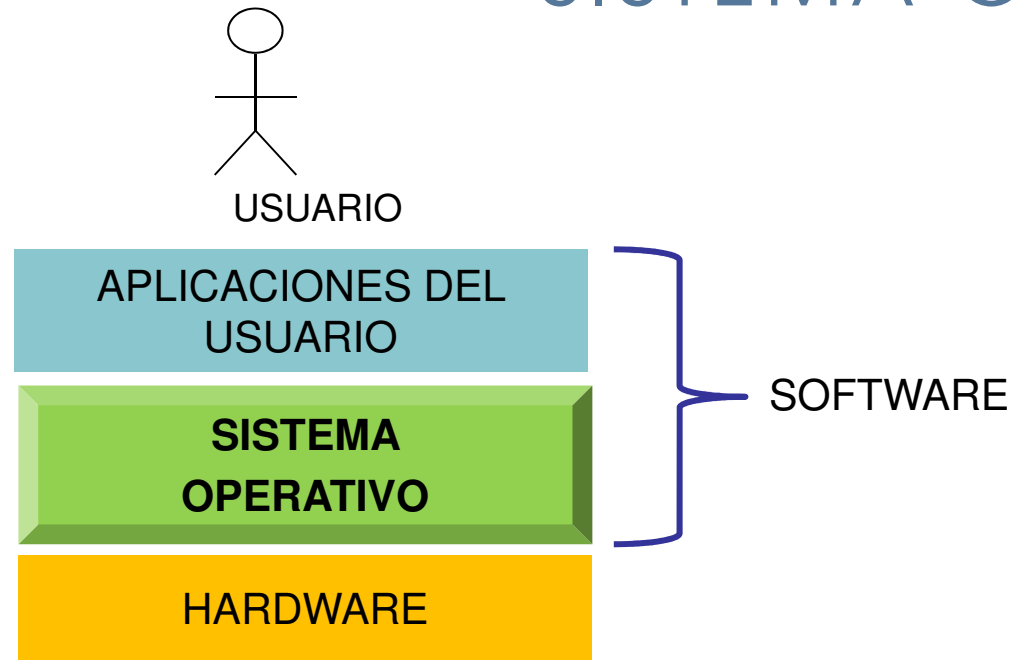 USUARIO
APLICACIONES DEL
USUARIO
SISTEMA
OPERATIVO
SOFTWARE
HARDWARE